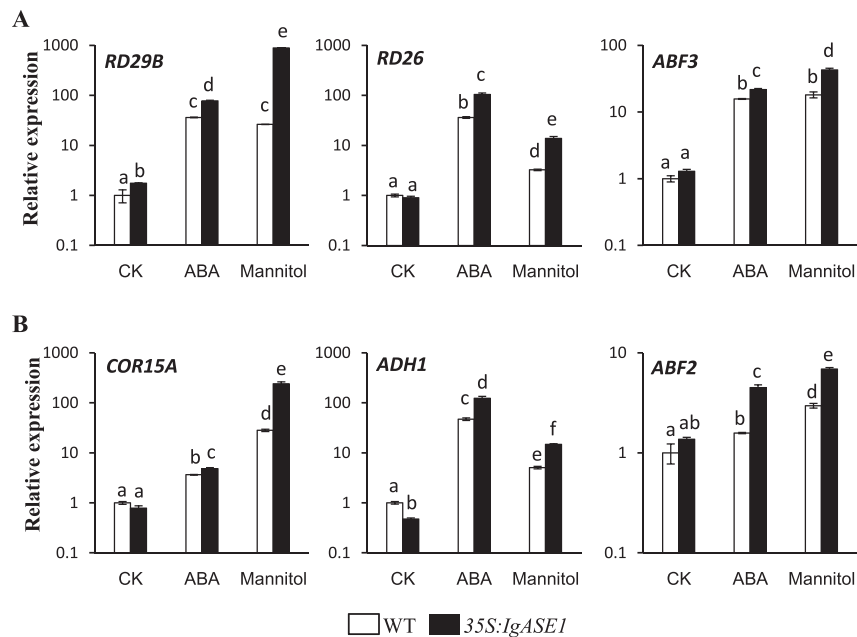 A
RD29B
RD26
ABF3
Relative expression
1000
100
10
1
0.1
a b c d c e
CK ABA Mannitol
1000
100
10
1
0.1
a a b c d e
CK ABA Mannitol
100
10
1
0.1
a a b c b d
CK ABA Mannitol
B
COR15A
ADH1
ABF2
Relative expression
1000
100
10
1
0.1
a a b c d e
CK ABA Mannitol
1000
100
10
1
0.1
a b c d e f
CK ABA Mannitol
10
1
0.1
a ab b c d e
CK ABA Mannitol
WT 35S:IgASE1